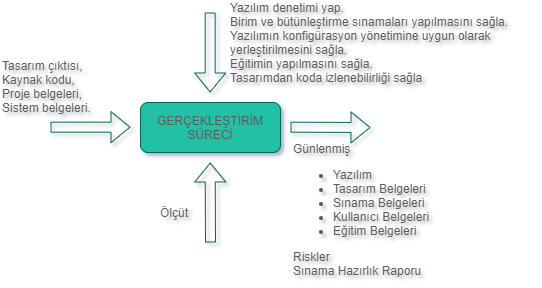 Yazılım denetimi yap.
Birim ve bütünleştirme sınamaları yapılmasını sağla.
Yazılımın konfigürasyon yönetimine uygun olarak
yerleştirilmesini sağla.
Eğitimin yapılmasını sağla.
Tasarımdan koda izlenebilirliği sağla
Tasarım çıktısı,
Kaynak kodu,
Proje belgeleri,
Sistem belgeleri.
GERÇEKLEŞTİRİM
SÜRECİ
Günlenmiş
Yazılım
Tasarım Belgeleri
Sınama Belgeleri
Kullanıcı Belgeleri
Eğitim Belgeleri
Ölçüt
Riskler
Sınama Hazırlık Raporu